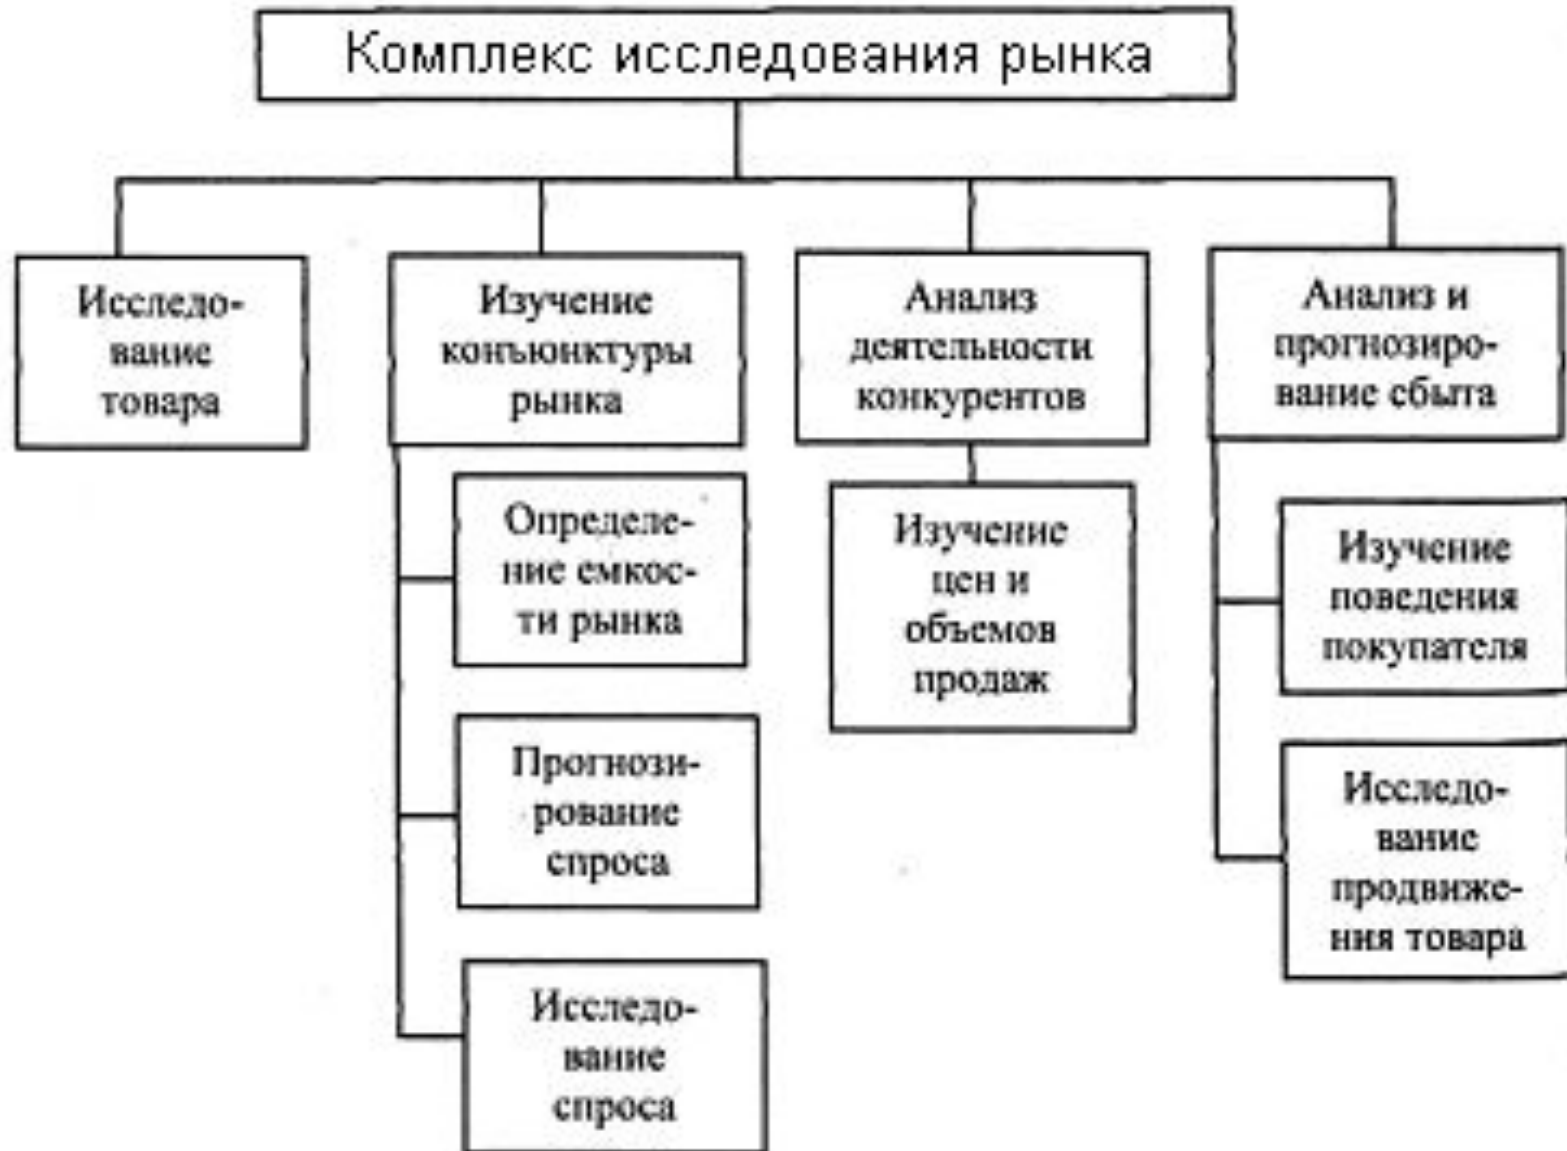 Комплекс исследования рынка
Исследо-
вание
товара
Изучение
конъюнктуры
рынка
Определе-
ние емкос-
ти рынка
Прогнози-
рование
спроса
Исследо-
вание
спроса
Анализ
деятельности
конкурентов
Изучение
цен и
объемов
продаж
Анализ и
прогнозиро-
вание сбыта
Изучение
поведения
покупателя
Исследо-
вание
продвиже-
ния товара